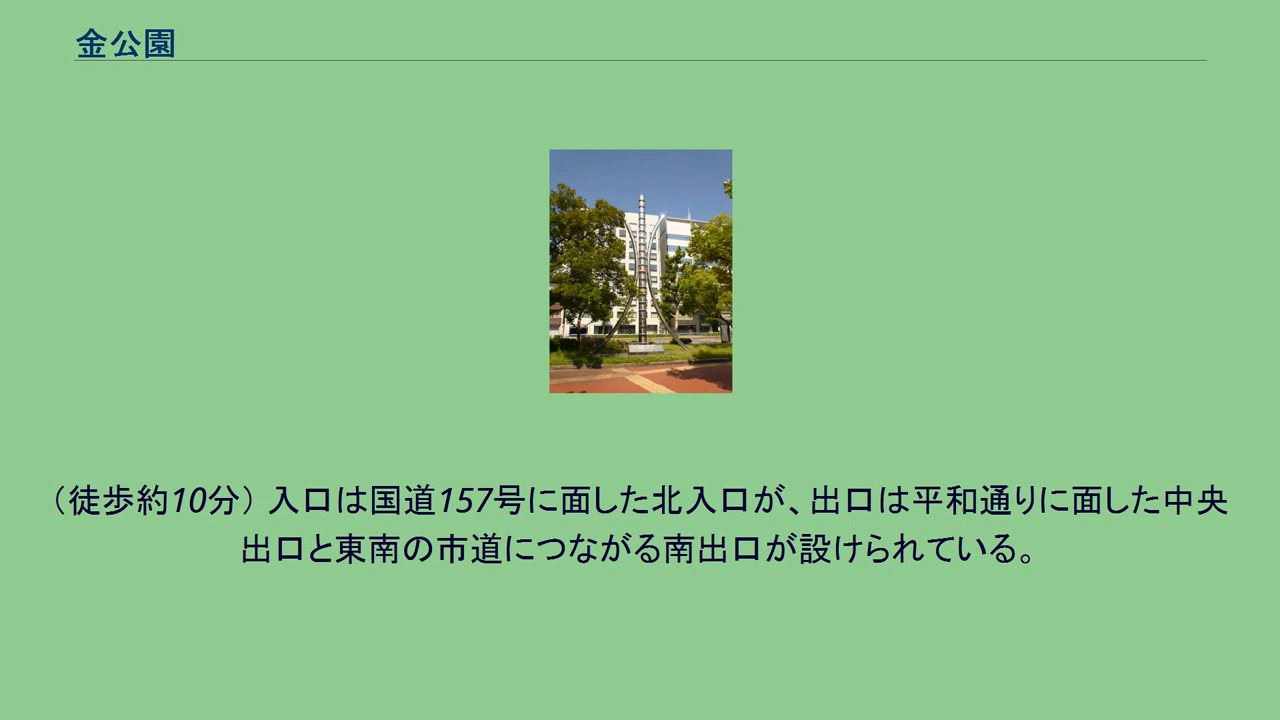 金公園
（徒歩約10分）入口は国道157号に面した北入口が、出口は平和通りに面した中央
出口と東南の市道につながる南出口が設けられている。